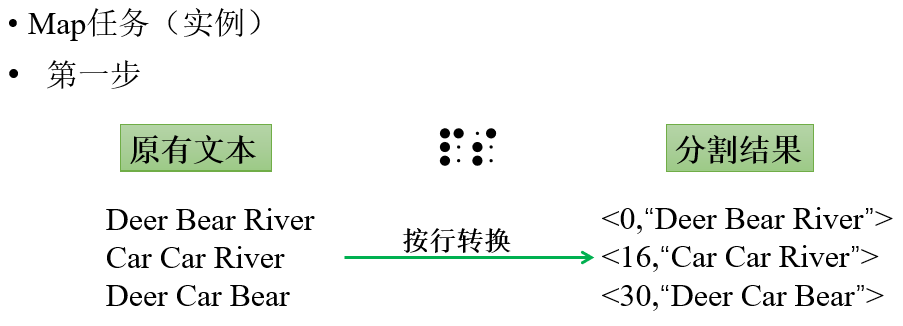 • Map任务（实例）
• 第一步
原有文本 ⠏⠎ 分割结果
Deer Bear River
Car Car River
Deer Car Bear
按行转换
<0,“Deer Bear River”>
<16,“Car Car River”>
<30,“Deer Car Bear”>